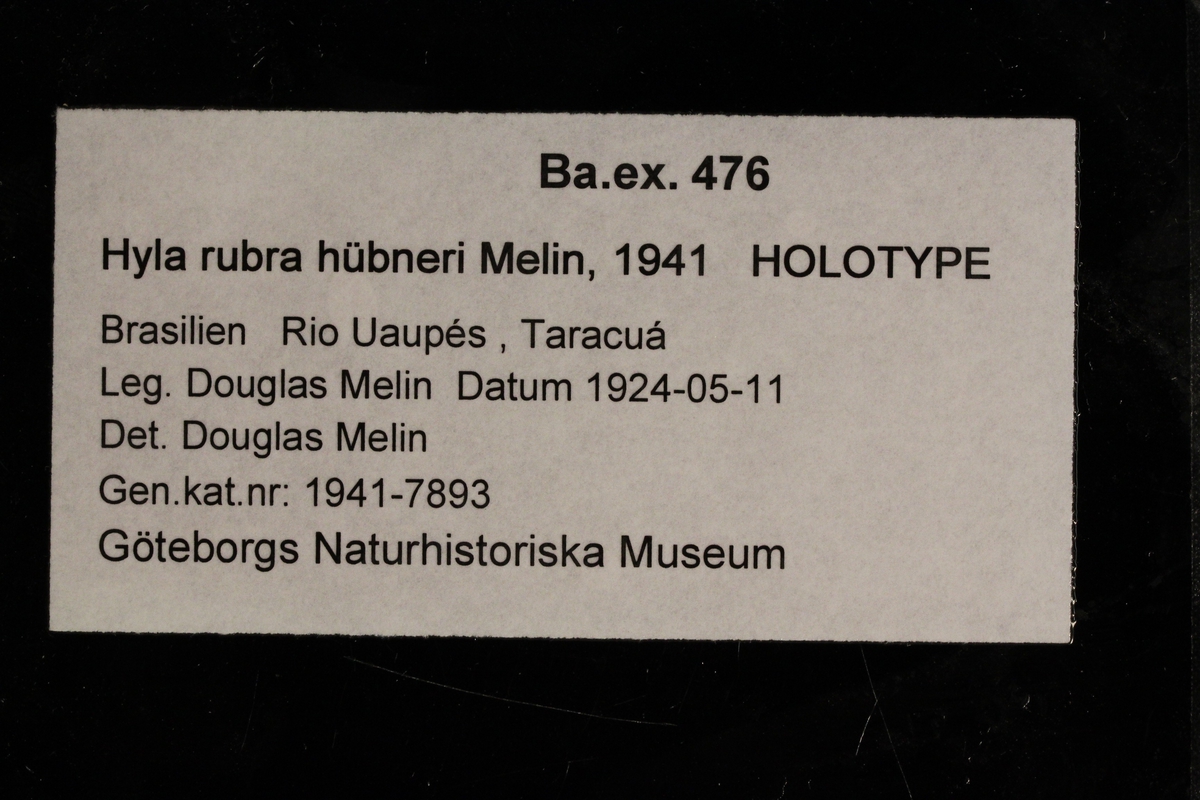 Ba.ex. 476
Hyla rubra hübneri Melin, 1941 HOLOTYPE
Brasilien Rio Uaupés , Taracuá
Leg. Douglas Melin Datum 1924-05-11
Det. Douglas Melin
Gen.kat.nr: 1941-7893
Göteborgs Naturhistoriska Museum